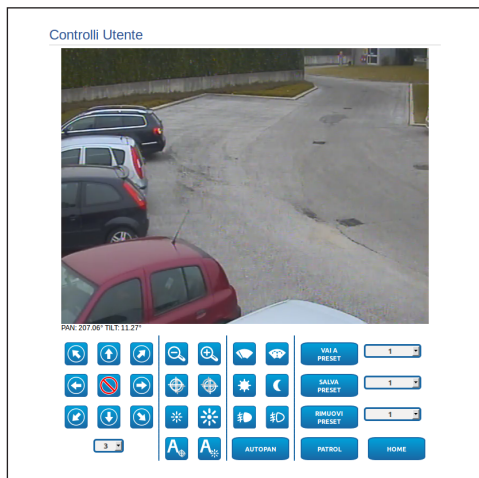 Controlli Utente
PAN: 207.06° TILT: 11.27°
VAI A
PRESET
1
SALVA
PRESET
1
RIMUOVI
PRESET
1
3
A
A
AUTOPAN
PATROL
HOME